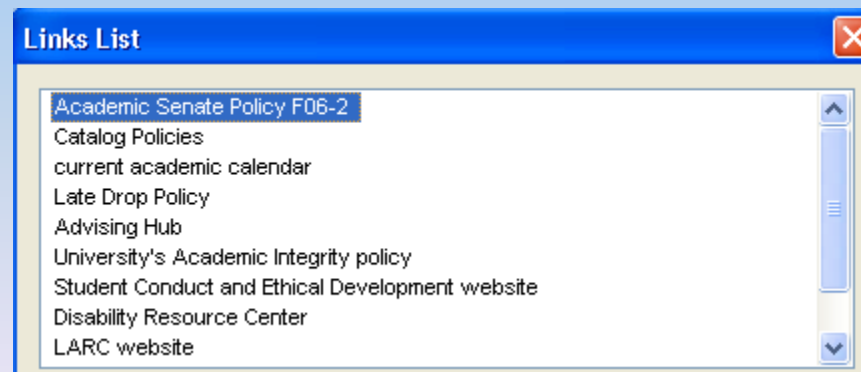 Links List
Academic Senate Policy F06-2
Catalog Policies
current academic calendar
Late Drop Policy
Advising Hub
University's Academic Integrity policy
Student Conduct and Ethical Development website
Disability Resource Center
LARC website